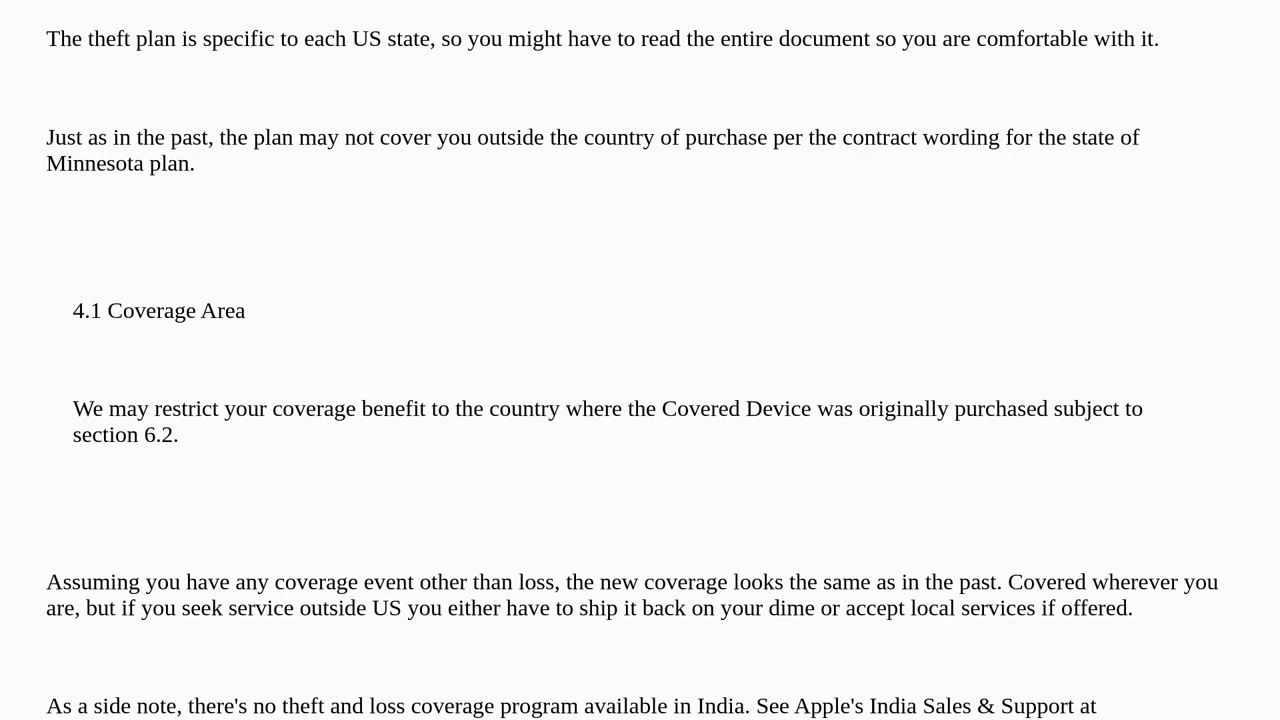 The theft plan is specific to each US state, so you might have to read the entire document so you are comfortable with it.
Just as in the past, the plan may not cover you outside the country of purchase per the contract wording for the state of
Minnesota plan.
4.1 Coverage Area
We may restrict your coverage benefit to the country where the Covered Device was originally purchased subject to
section 6.2.
Assuming you have any coverage event other than loss, the new coverage looks the same as in the past. Covered wherever you
are, but if you seek service outside US you either have to ship it back on your dime or accept local services if offered.
As a side note, there's no theft and loss coverage program available in India. See Apple's India Sales & Support at